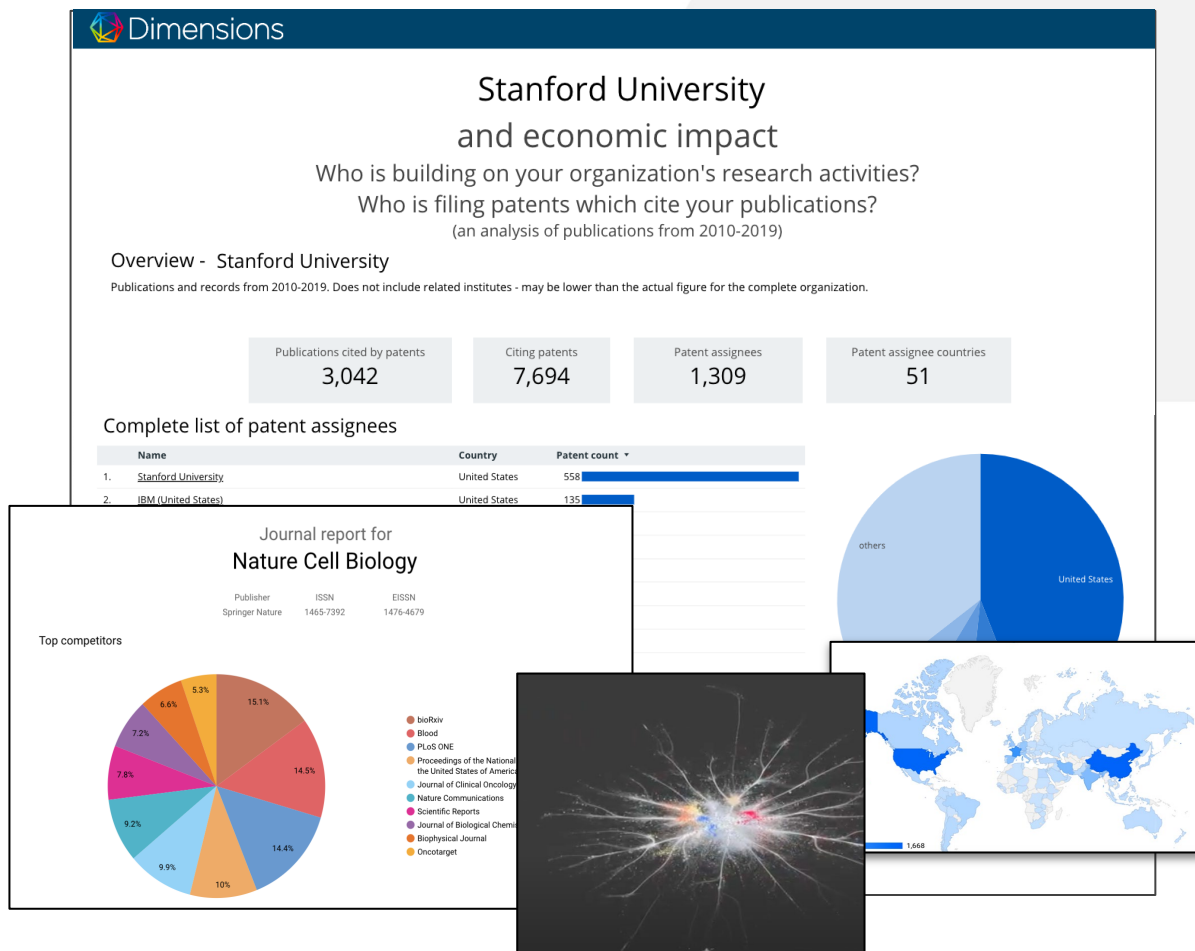 Dimensions
Stanford University
and economic impact
Who is building on your organization's research activities?
Who is filing patents which cite your publications?
(an analysis of publications from 2010-2019)
Overview - Stanford University
Publications and records from 2010-2019. Does not include related institutes - may be lower than the actual figure for the complete organization.
Publications cited by patents
3,042
Citing patents
7,694
Patent assignees
1,309
Patent assignee countries
51
Complete list of patent assignees
Name Country Patent count
1. Stanford University United States 558
2. IBM (United States) United States 135
others
United States
Journal report for
Nature Cell Biology
Publisher ISSN EISSN
Springer Nature 1465-7392 1476-4679
Top competitors
5.3%
15.1%
6.6%
7.2%
14.5%
7.8%
9.2%
14.4%
9.9%
10%
bioRxiv
Blood
PLoS ONE
Proceedings of the National
the United States of
Journal of Clinical Oncology
Nature Communications
Scientific Reports
Journal of Biological
Biophysical Journal
Oncotarget
1,668